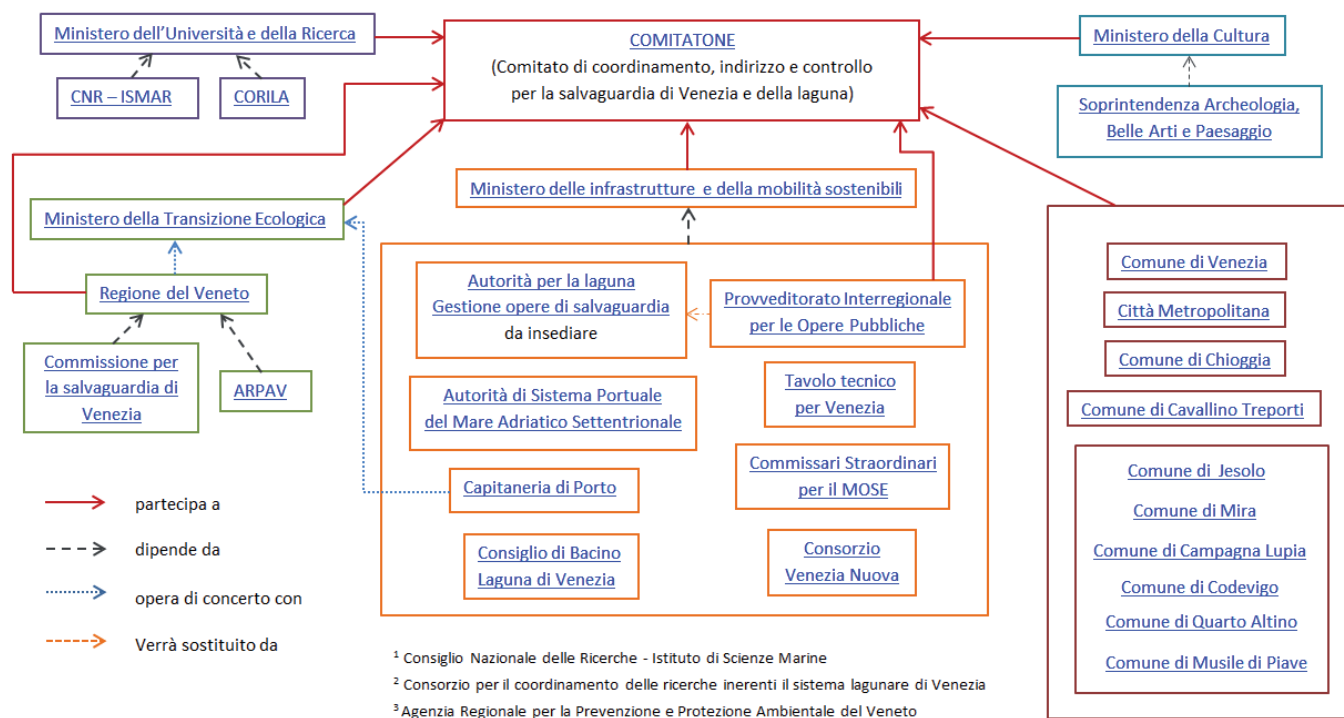 Ministero dell'Università e della Ricerca
CNR – ISMAR
CORILA
COMITATONE
(Comitato di coordinamento, indirizzo e controllo
per la salvaguardia di Venezia e della laguna)
Ministero della Cultura
Soprintendenza Archeologia,
Belle Arti e Paesaggio
Ministero delle infrastrutture e della mobilità sostenibili
Ministero della Transizione Ecologica
Regione del Veneto
Commissione per
la salvaguardia di
Venezia
ARPAV
Autorità per la laguna
Gestione opere di salvaguardia
da insediare
Provveditorato Interregionale
per le Opere Pubbliche
Autorità di Sistema Portuale
del Mare Adriatico Settentrionale
Tavolo tecnico
per Venezia
Capitaneria di Porto
Commissari Straordinari
per il MOSE
Consiglio di Bacino
Laguna di Venezia
Consorzio
Venezia Nuova
Comune di Venezia
Città Metropolitana
Comune di Chioggia
Comune di Cavallino Treporti
Comune di Jesolo
Comune di Mira
Comune di Campagna Lupia
Comune di Codevigo
Comune di Quarto Altino
Comune di Musile di Piave
partecipa a
dipende da
opera di concerto con
Verrà sostituito da
¹ Consiglio Nazionale delle Ricerche - Istituto di Scienze Marine
² Consorzio per il coordinamento delle ricerche inerenti il sistema lagunare di Venezia
³ Agenzia Regionale per la Prevenzione e Protezione Ambientale del Veneto